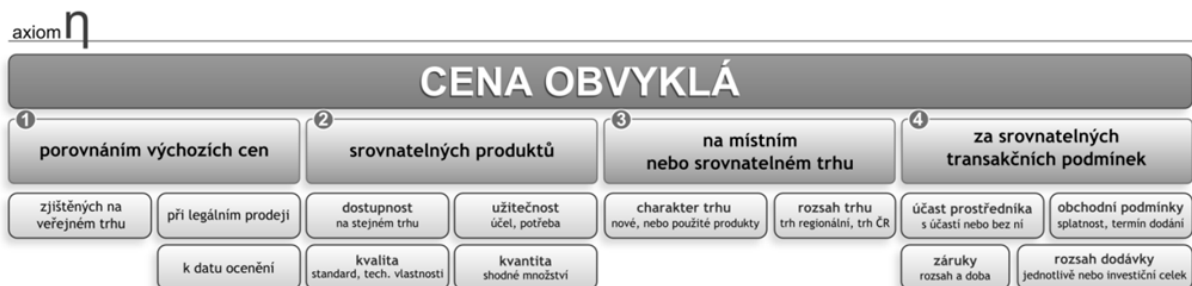 axiom η
CENA OBVYKLÁ
1
porovnáním výchozích cen
2
srovnatelných produktů
3
na místním
nebo srovnatelném trhu
4
za srovnatelných
transakčních podmínek
zjištěných na
veřejném trhu
při legálním prodeji
k datu ocenění
dostupnost
na stejném trhu
užitečnost
účel, potřeba
kvalita
standard, tech. vlastnosti
kvantita
shodné množství
charakter trhu
nové, nebo použité produkty
rozsah trhu
trh regionální, trh ČR
účast prostředníka
s účastí nebo bez ní
obchodní podmínky
splatnost, termín dodání
záruky
rozsah a doba
rozsah dodávky
jednotlivě nebo investiční celek